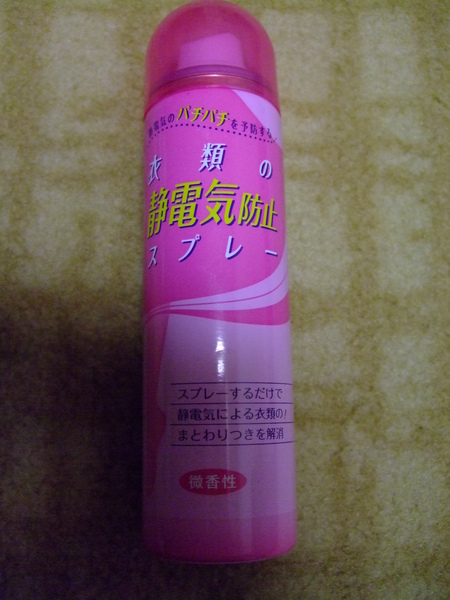 静電気のパチパチを予防する
衣類の
静電気防止
スプレー
スプレーするだけで
静電気による衣類の
まとわりつきを解消
微香性